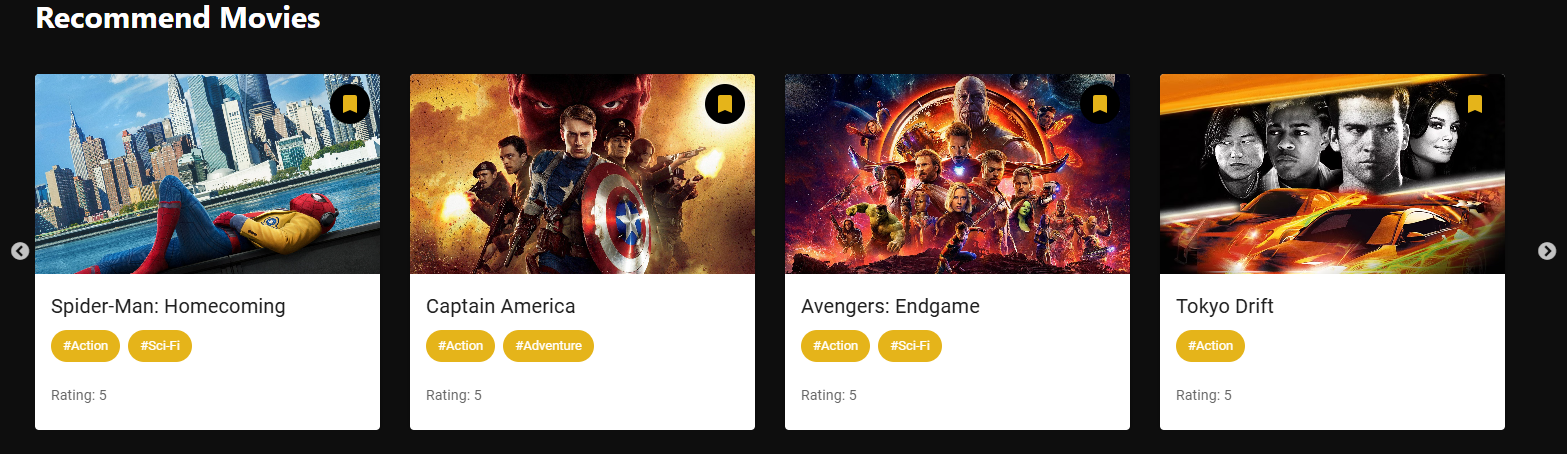 Recommend Movies
Spider-Man: Homecoming
#Action #Sci-Fi
Rating: 5
Captain America
#Action #Adventure
Rating: 5
Avengers: Endgame
#Action #Sci-Fi
Rating: 5
Tokyo Drift
#Action
Rating: 5